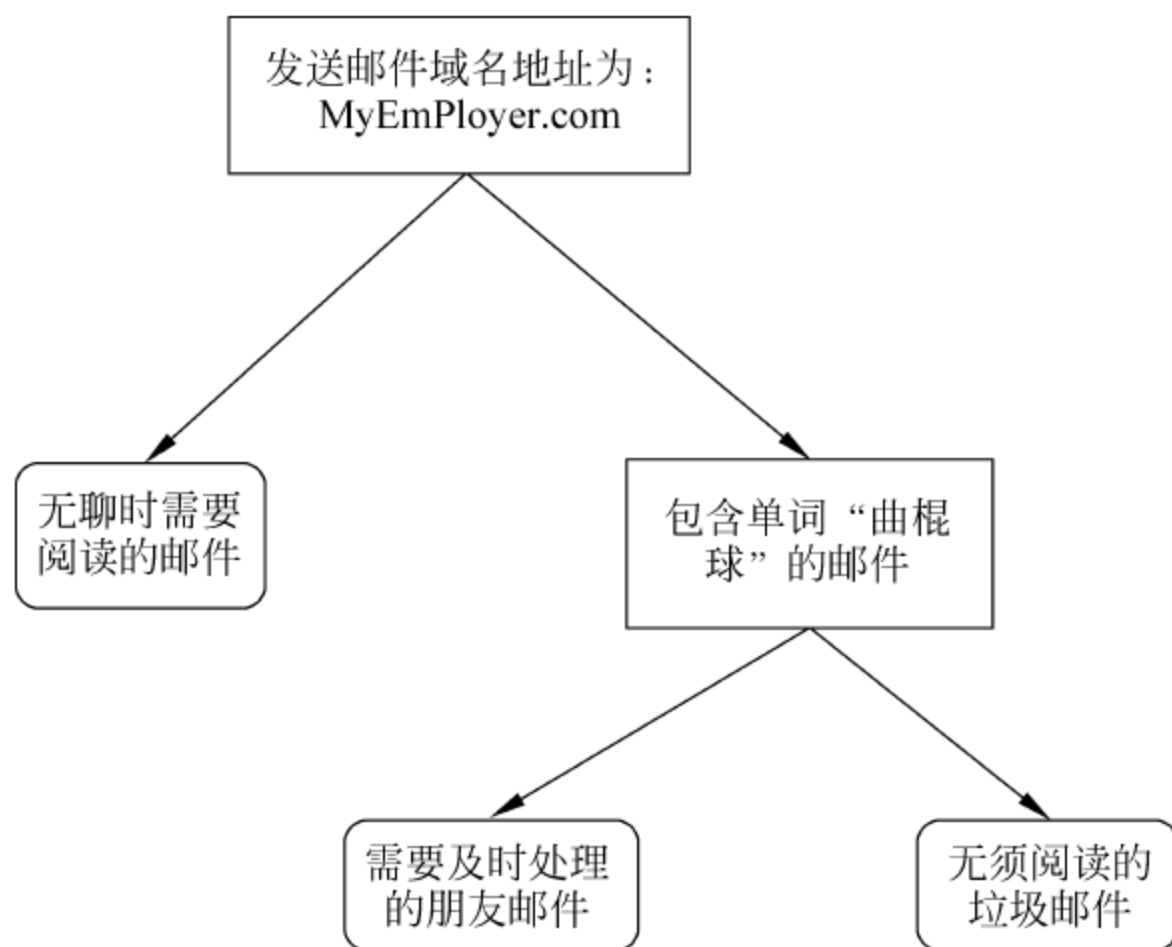 发送邮件域名地址为：
MyEmPloyer.com
无聊时需要
阅读的邮件
包含单词“曲棍
球”的邮件
需要及时处理
的朋友邮件
无须阅读的
垃圾邮件